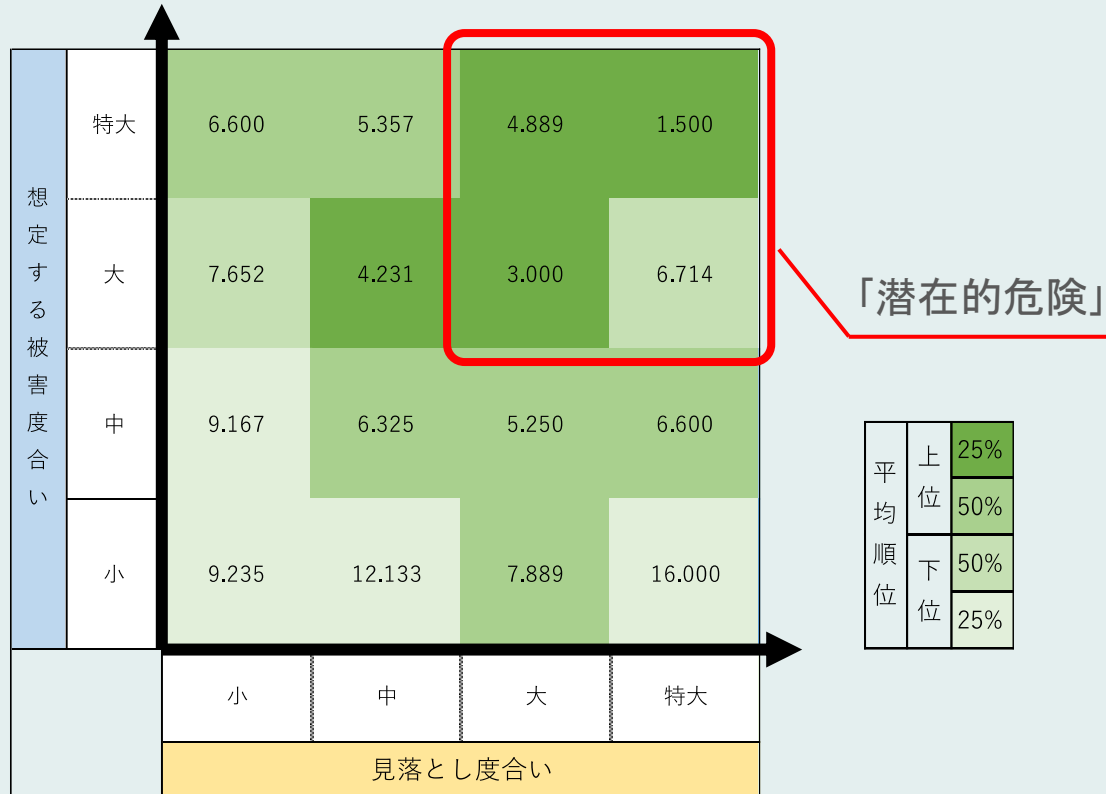 想定する被害度合い
特大 6.600 5.357 4.889 1.500
大 7.652 4.231 3.000 6.714
中 9.167 6.325 5.250 6.600
小 9.235 12.133 7.889 16.000
小 中 大 特大
見落とし度合い
「潜在的危険」
平均順位
上位 25%
50%
下位 50%
25%